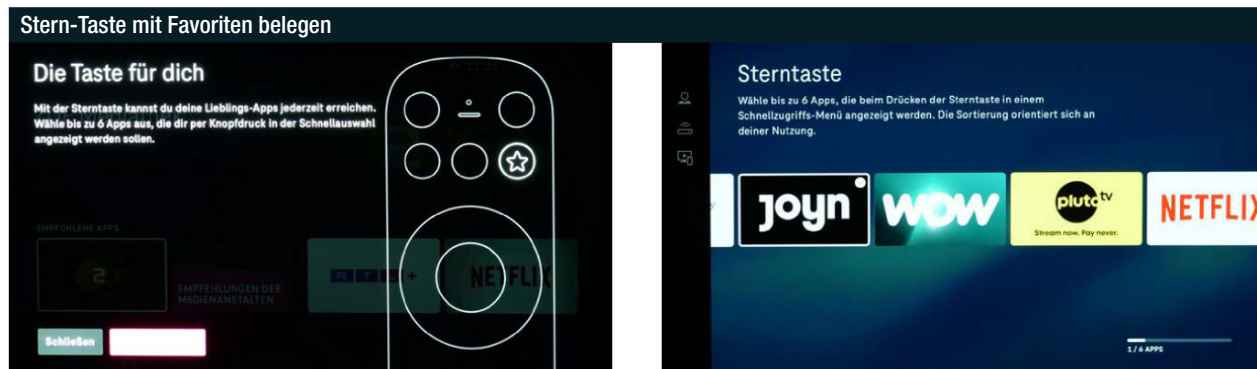 Stern-Taste mit Favoriten belegen
Die Taste für dich
Mit der Sterntaste kannst du deine Lieblings-Apps jederzeit erreichen.
Wähle bis zu 6 Apps aus, die dir per Knopfdruck in der Schnellauswahl
angezeigt werden sollen.
EMPFOHLENE APPS
2
EMPFEHLUNGEN DER
MEDIENANSTALTEN
RTL+
NETFLIX
Schließen
Sterntaste
Wähle bis zu 6 Apps, die beim Drücken der Sterntaste in einem
Schnellzugriffs-Menü angezeigt werden. Die Sortierung orientiert sich an
deiner Nutzung.
joyn
WOW
pluto tv
Stream now. Pay never.
NETFLIX
1 / 6 APPS